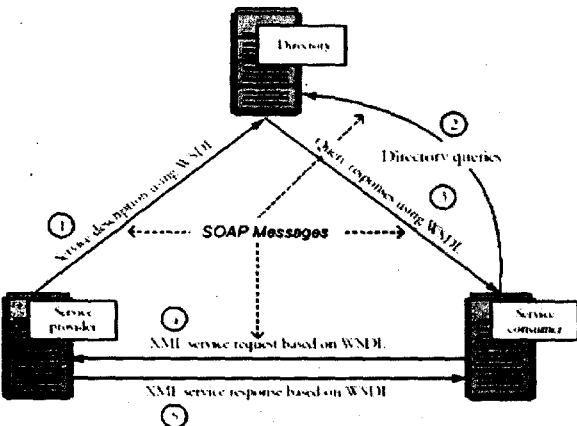 Directory
2
Directory queries
Service description using WSDL
Query responses using WSDL
3
1
SOAP Messages
Service
provider
Service
consumer
4
XML service request based on WSDL
XML service response based on WSDL
5